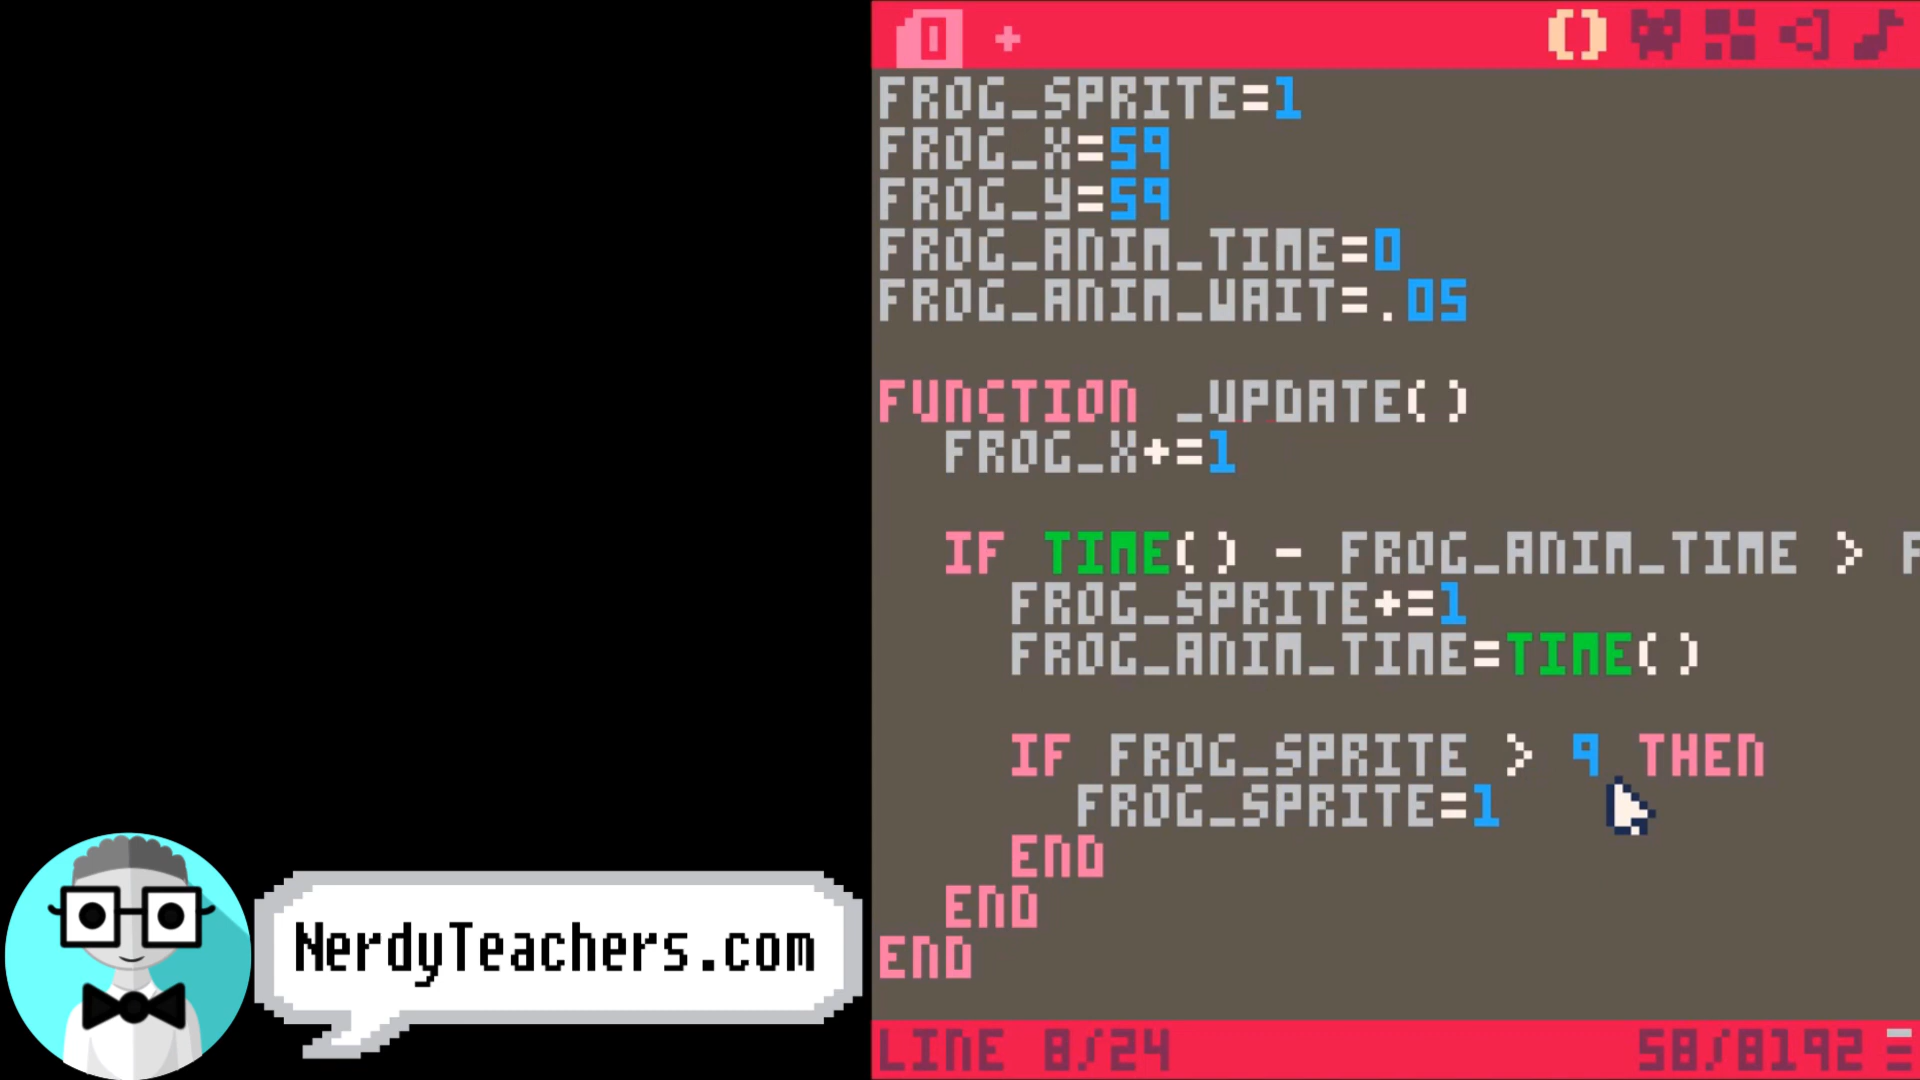 0 +
FROG_SPRITE=1
FROG_X=59
FROG_Y=59
FROG_ANIM_TIME=0
FROG_ANIM_WAIT=.05
FUNCTION _UPDATE()
FROG_X+=1
IF TIME() - FROG_ANIM_TIME > F
FROG_SPRITE+=1
FROG_ANIM_TIME=TIME()
IF FROG_SPRITE > 9 THEN
FROG_SPRITE=1
END
END
END
LINE 8/24 58/8192
NerdyTeachers.com